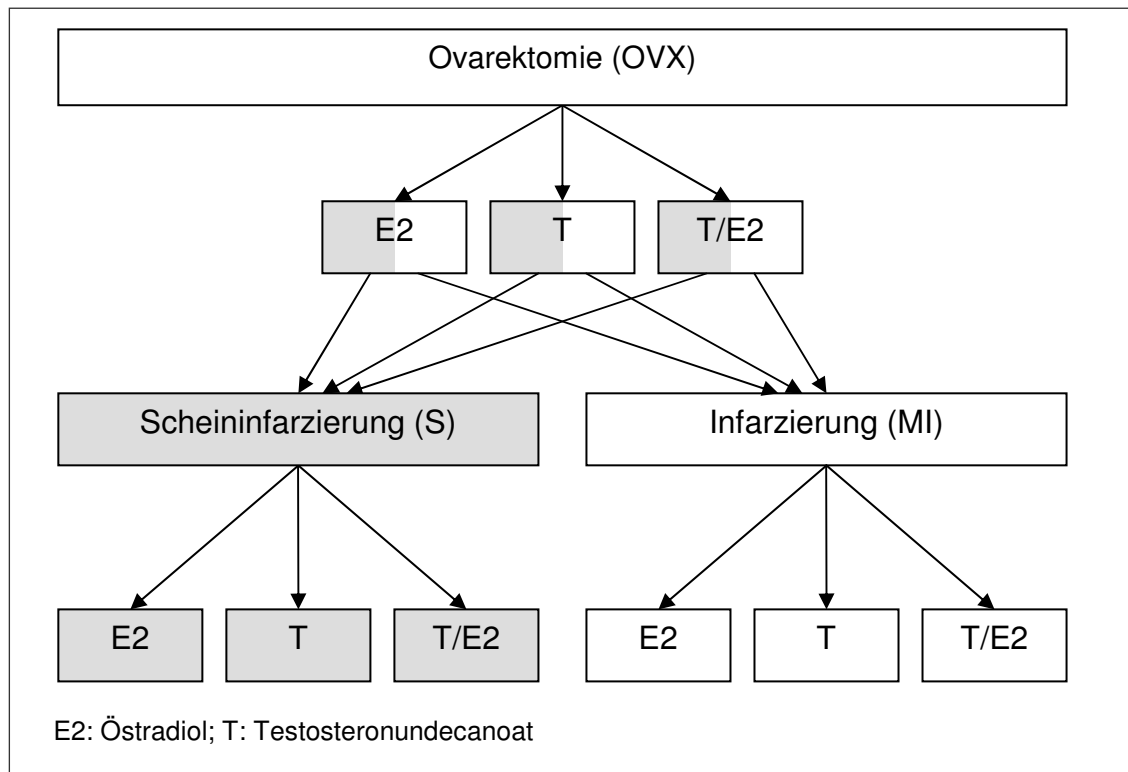 Ovarektomie (OVX)
E2 T T/E2
Scheininfarzierung (S) Infarzierung (MI)
E2 T T/E2 E2 T T/E2
E2: Östradiol; T: Testosteronundecanoat